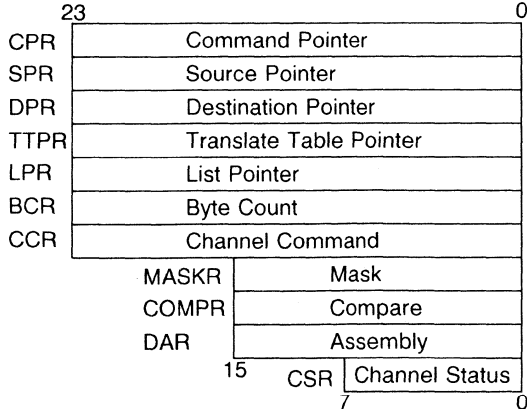 23 0
CPR Command Pointer
SPR Source Pointer
DPR Destination Pointer
TTPR Translate Table Pointer
LPR List Pointer
BCR Byte Count
CCR Channel Command
MASKR Mask
COMPR Compare
DAR Assembly
15
CSR Channel Status
7 0